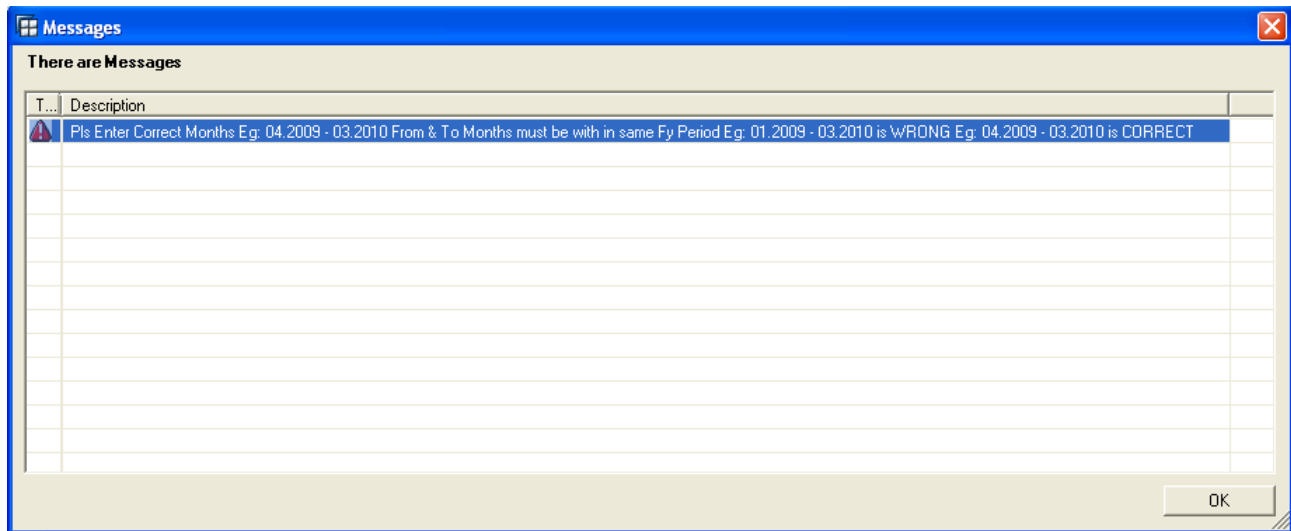 Messages
There are Messages
T... Description
Pls Enter Correct Months Eg: 04.2009 - 03.2010 From & To Months must be with in same Fy Period Eg: 01.2009 - 03.2010 is WRONG Eg: 04.2009 - 03.2010 is CORRECT
OK